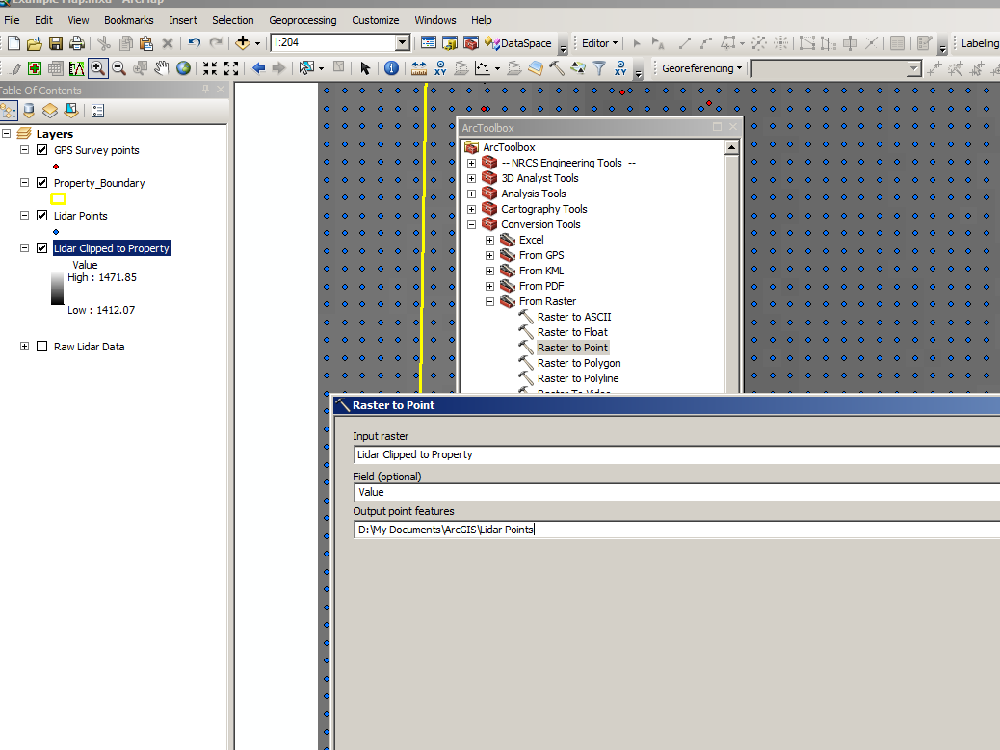 Example Map.mxd - ArcMap
File Edit View Bookmarks Insert Selection Geoprocessing Customize Windows Help
1:204 DataSpace Editor Labeling
XY XY Georeferencing
Table Of Contents
Layers
GPS Survey points
Property_Boundary
Lidar Points
Lidar Clipped to Property
Value
High : 1471.85
Low : 1412.07
Raw Lidar Data
ArcToolbox
ArcToolbox
-- NRCS Engineering Tools --
3D Analyst Tools
Analysis Tools
Cartography Tools
Conversion Tools
Excel
From GPS
From KML
From PDF
From Raster
Raster to ASCII
Raster to Float
Raster to Point
Raster to Polygon
Raster to Polyline
Raster To Video
Raster to Point
Input raster
Lidar Clipped to Property
Field (optional)
Value
Output point features
D:\My Documents\ArcGIS\Lidar Points